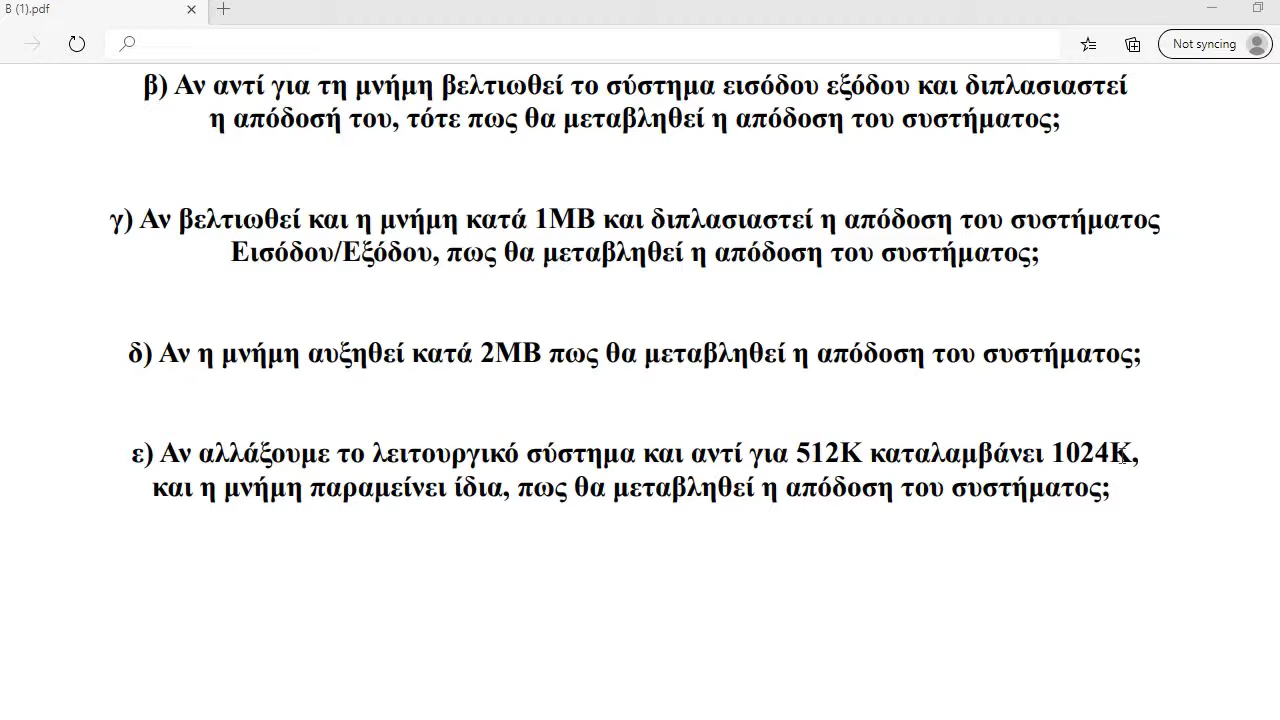 B (1).pdf
Not syncing
β) Αν αντί για τη μνήμη βελτιωθεί το σύστημα εισόδου εξόδου και διπλασιαστεί
η απόδοσή του, τότε πως θα μεταβληθεί η απόδοση του συστήματος;
γ) Αν βελτιωθεί και η μνήμη κατά 1MB και διπλασιαστεί η απόδοση του συστήματος
Εισόδου/Εξόδου, πως θα μεταβληθεί η απόδοση του συστήματος;
δ) Αν η μνήμη αυξηθεί κατά 2MB πως θα μεταβληθεί η απόδοση του συστήματος;
ε) Αν αλλάξουμε το λειτουργικό σύστημα και αντί για 512K καταλαμβάνει 1024K,
και η μνήμη παραμείνει ίδια, πως θα μεταβληθεί η απόδοση του συστήματος;